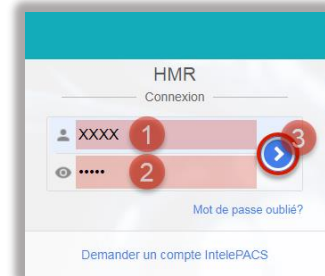 HMR
Connexion
XXXX 1
3
••••• 2
Mot de passe oublié?
Demander un compte IntelePACS